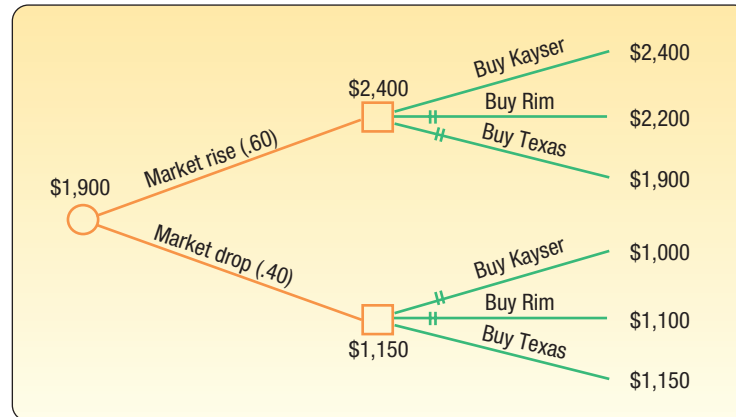 $1,900
Market rise (.60)
$2,400
Buy Kayser
$2,400
Buy Rim
$2,200
Buy Texas
$1,900
Market drop (.40)
$1,150
Buy Kayser
$1,000
Buy Rim
$1,100
Buy Texas
$1,150